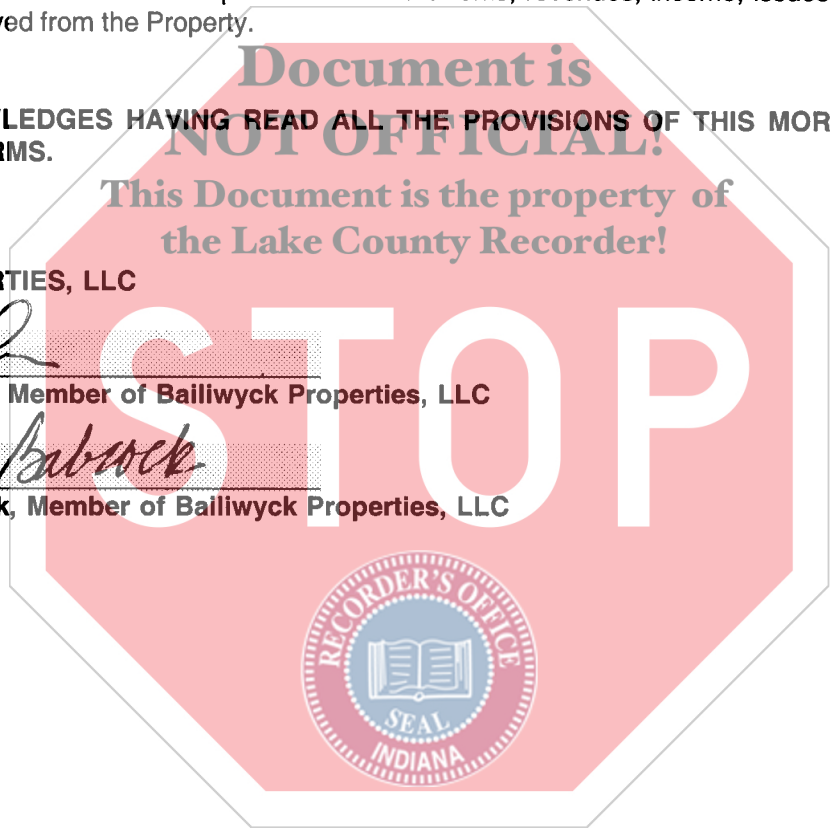 ved from the Property.
Document is
LEDGES HAVING READ ALL THE PROVISIONS OF THIS MOR
NOT OFFICIAL!
RMS.
This Document is the property of
the Lake County Recorder!
RTIES, LLC
STOP
Member of Bailiwyck Properties, LLC
Babcock
k, Member of Bailiwyck Properties, LLC
RECORDER'S OFFICE
SEAL
INDIANA